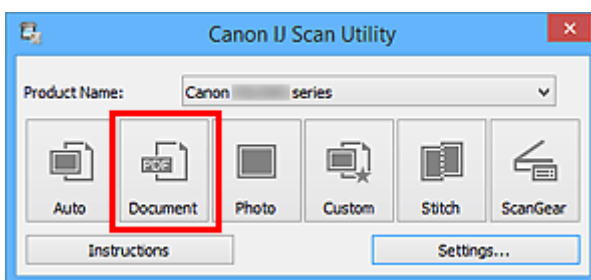 Canon IJ Scan Utility
Product Name: Canon series
PDF
Auto Document Photo Custom Stitch ScanGear
Instructions Settings...